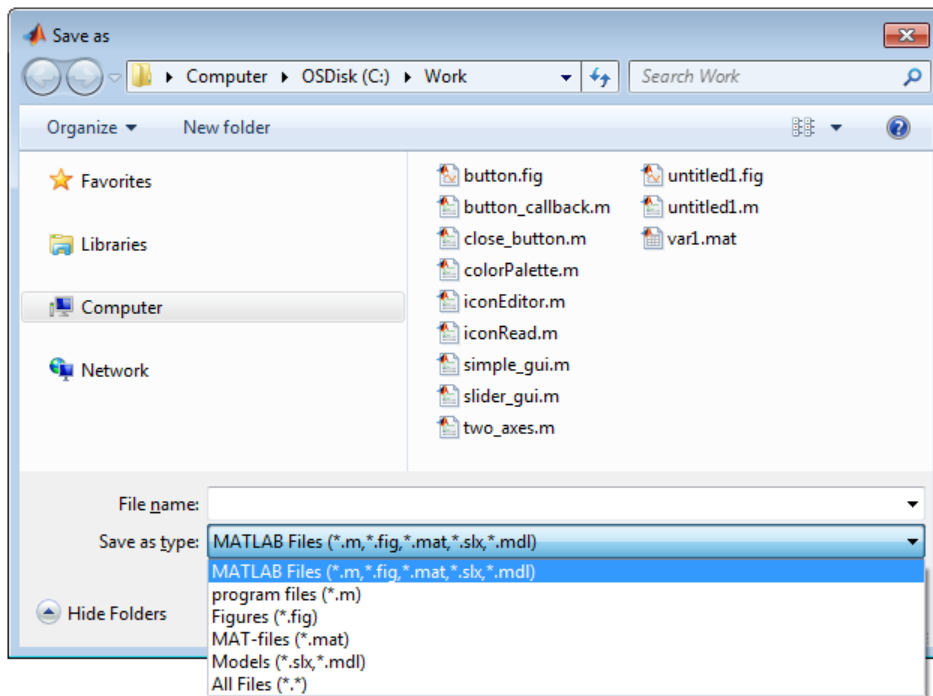 Save as
Computer OSDisk (C:) Work Search Work
Organize New folder
Favorites
Libraries
Computer
Network
button.fig
button_callback.m
close_button.m
colorPalette.m
iconEditor.m
iconRead.m
simple_gui.m
slider_gui.m
two_axes.m
untitled1.fig
untitled1.m
var1.mat
File name:
Save as type: MATLAB Files (*.m,*.fig,*.mat,*.slx,*.mdl)
MATLAB Files (*.m,*.fig,*.mat,*.slx,*.mdl)
program files (*.m)
Figures (*.fig)
MAT-files (*.mat)
Models (*.slx,*.mdl)
All Files (*.*)
Hide Folders